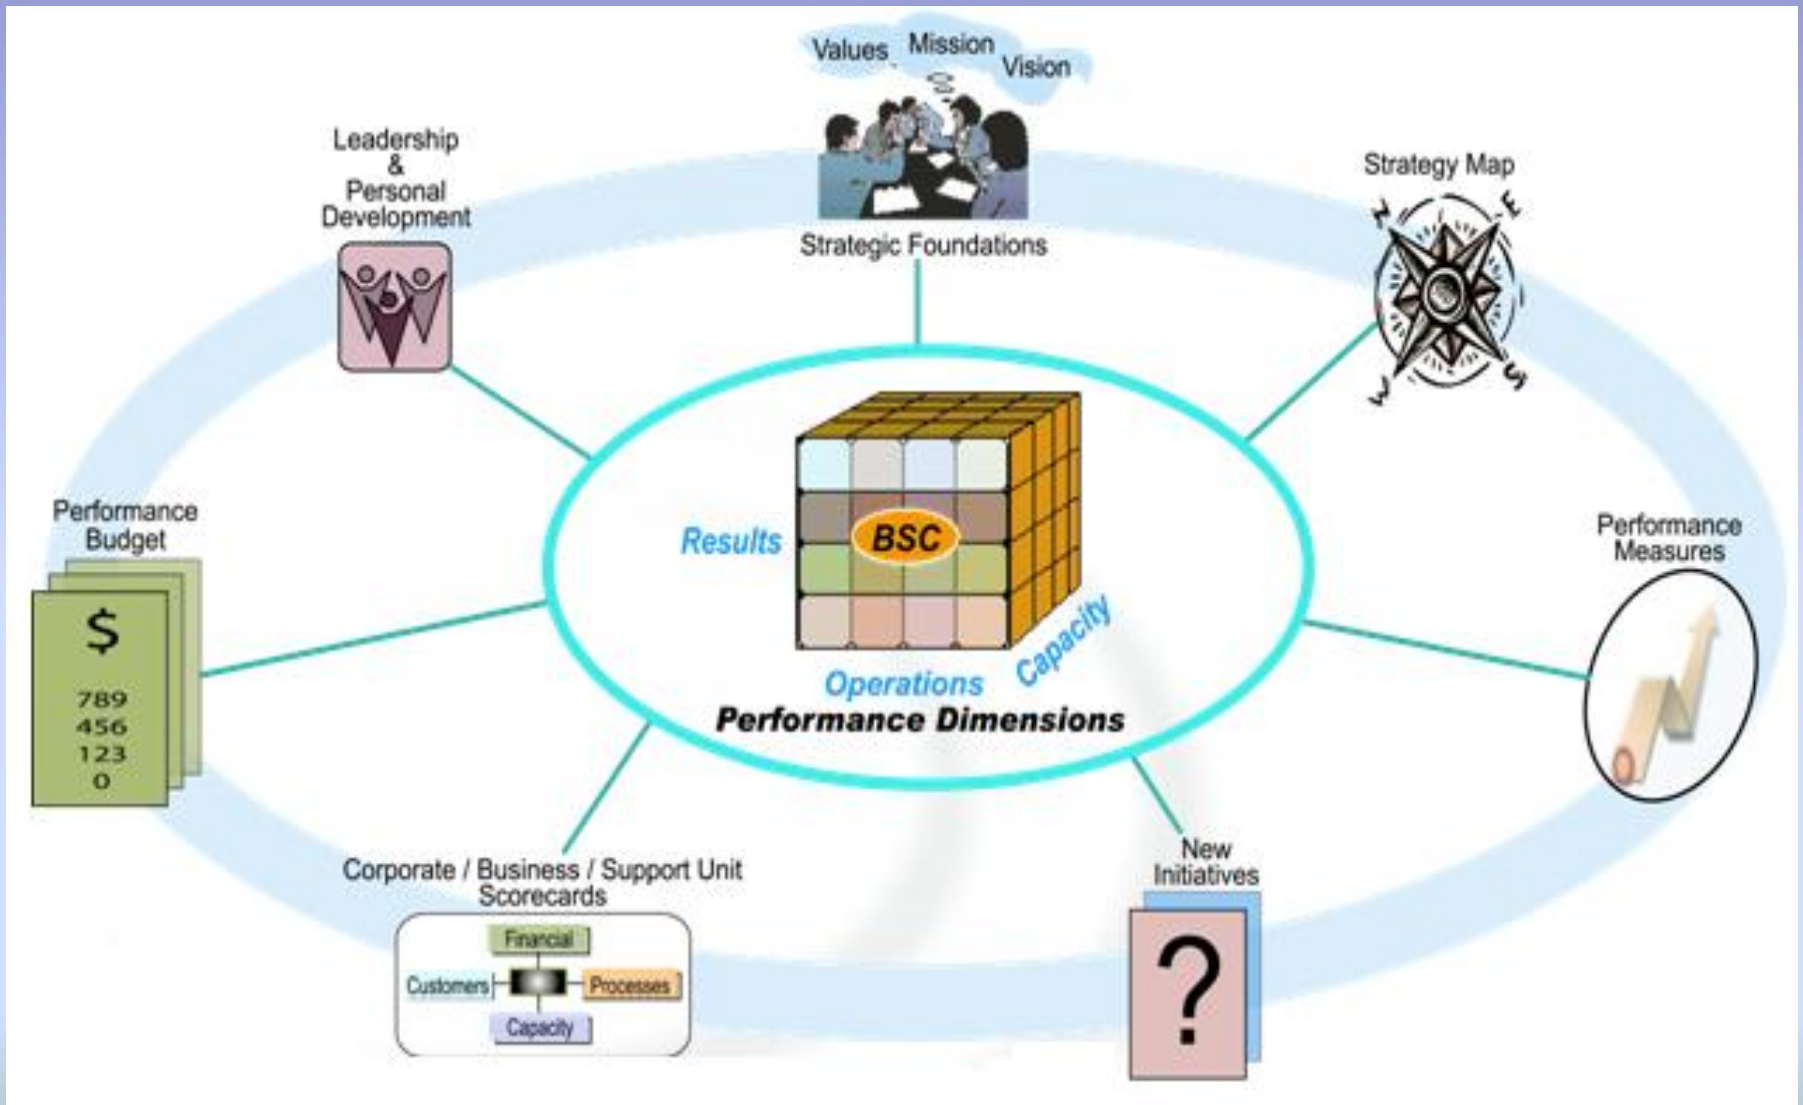 Values Mission
Vision
Strategic Foundations
Leadership
&
Personal
Development
Strategy Map
N
E
W
S
Performance
Budget
$
789
456
123
0
Results
BSC
Capacity
Operations
Performance Dimensions
Performance
Measures
Corporate / Business / Support Unit
Scorecards
Financial
Customers
Processes
Capacity
New
Initiatives
?